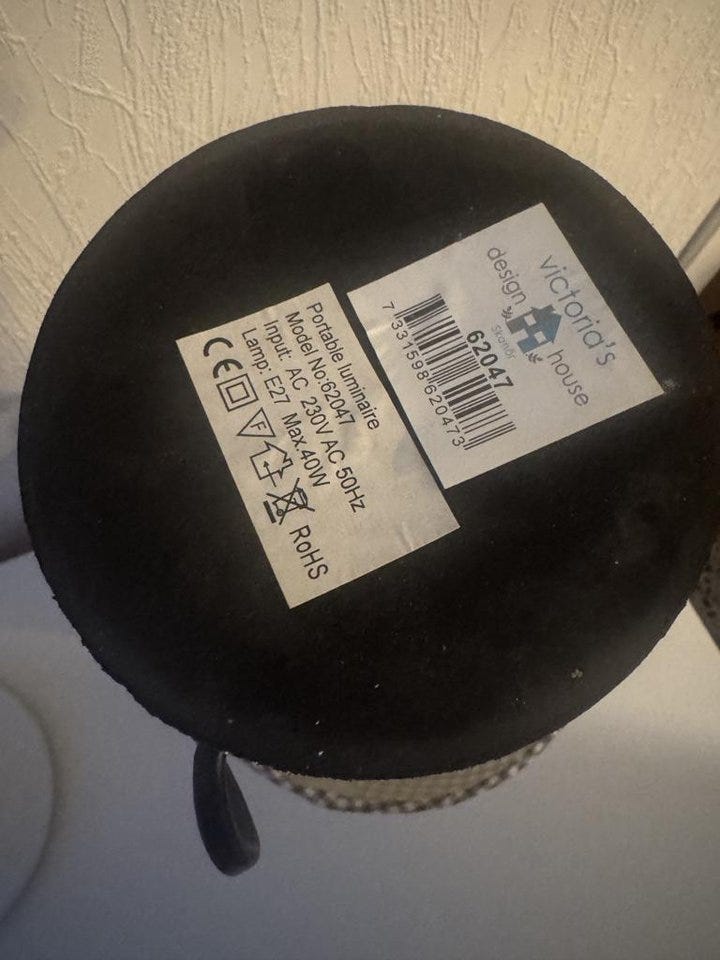 victoria's
design house
Skanör
62047
7 331598 620473
Portable luminaire
Model No:62047
Input: AC 230V AC 50Hz
Lamp: E27 Max.40W
CE F RoHS